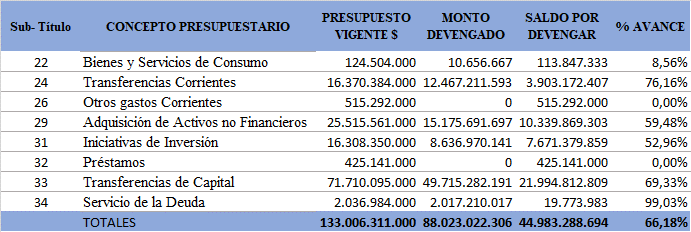 Sub- Título CONCEPTO PRESUPUESTARIO PRESUPUESTO VIGENTE $ MONTO DEVENGADO SALDO POR DEVENGAR % AVANCE
22 Bienes y Servicios de Consumo 124.504.000 10.656.667 113.847.333 8,56%
24 Transferencias Corrientes 16.370.384.000 12.467.211.593 3.903.172.407 76,16%
26 Otros gastos Corrientes 515.292.000 0 515.292.000 0,00%
29 Adquisición de Activos no Financieros 25.515.561.000 15.175.691.697 10.339.869.303 59,48%
31 Iniciativas de Inversión 16.308.350.000 8.636.970.141 7.671.379.859 52,96%
32 Préstamos 425.141.000 0 425.141.000 0,00%
33 Transferencias de Capital 71.710.095.000 49.715.282.191 21.994.812.809 69,33%
34 Servicio de la Deuda 2.036.984.000 2.017.210.017 19.773.983 99,03%
TOTALES 133.006.311.000 88.023.022.306 44.983.288.694 66,18%